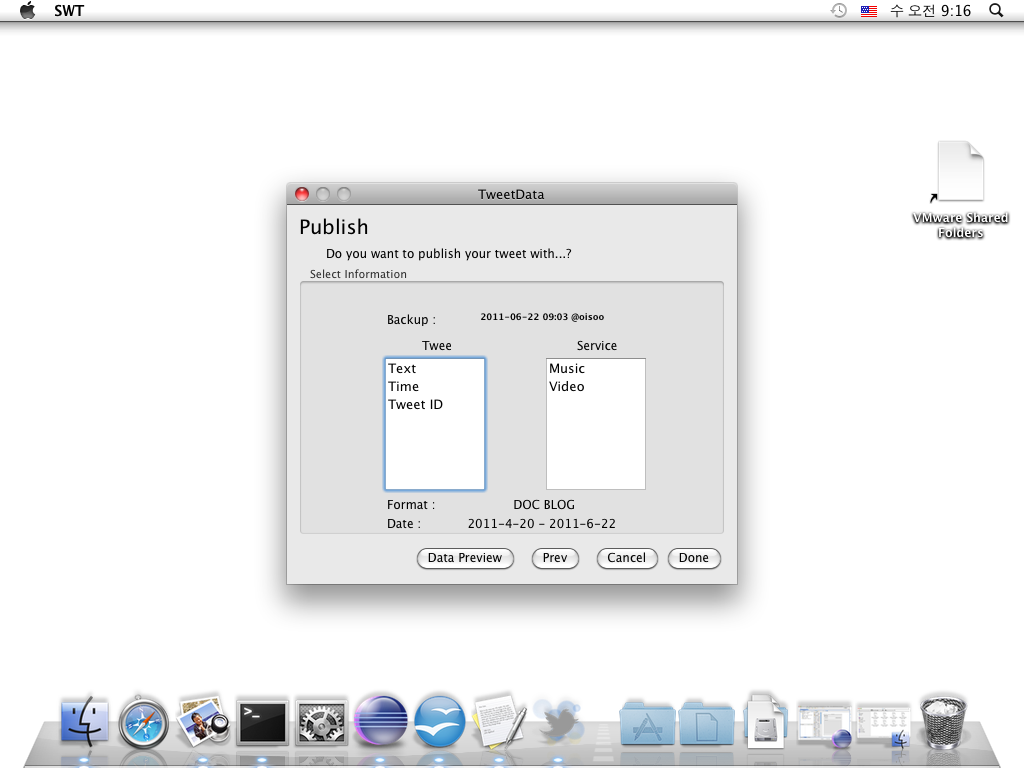 SWT
수 오전 9:16
VMware Shared
Folders
TweetData
Publish
Do you want to publish your tweet with...?
Select Information
Backup :
2011-06-22 09:03 @oisoo
Twee
Service
Text
Time
Tweet ID
Music
Video
Format :
DOC BLOG
Date :
2011-4-20 - 2011-6-22
Data Preview
Prev
Cancel
Done
>_